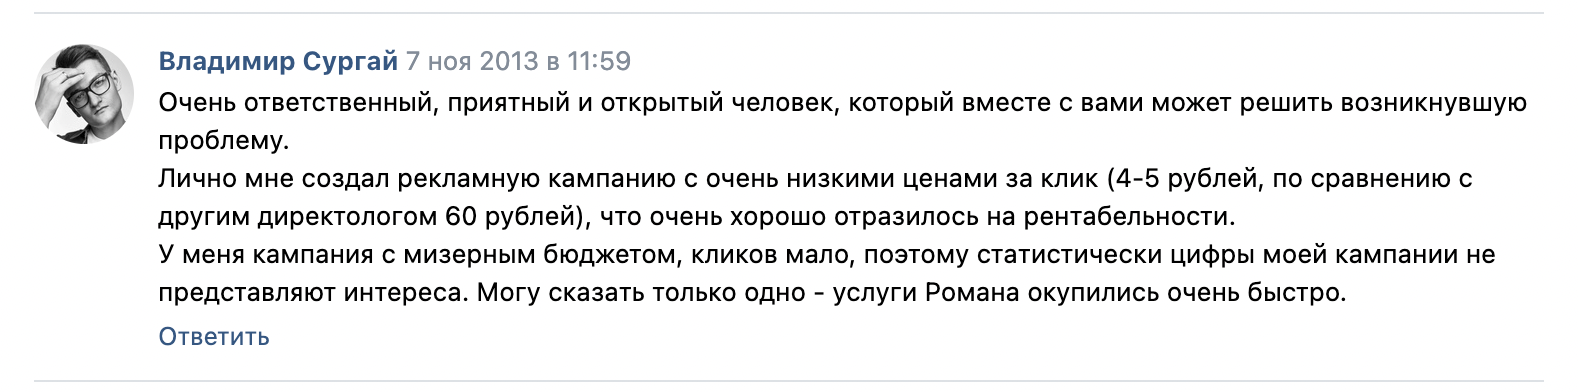 Владимир Сургай 7 ноя 2013 в 11:59
Очень ответственный, приятный и открытый человек, который вместе с вами может решить возникнувшую
проблему.
Лично мне создал рекламную кампанию с очень низкими ценами за клик (4-5 рублей, по сравнению с
другим директологом 60 рублей), что очень хорошо отразилось на рентабельности.
У меня кампания с мизерным бюджетом, кликов мало, поэтому статистически цифры моей кампании не
представляют интереса. Могу сказать только одно - услуги Романа окупились очень быстро.
Ответить